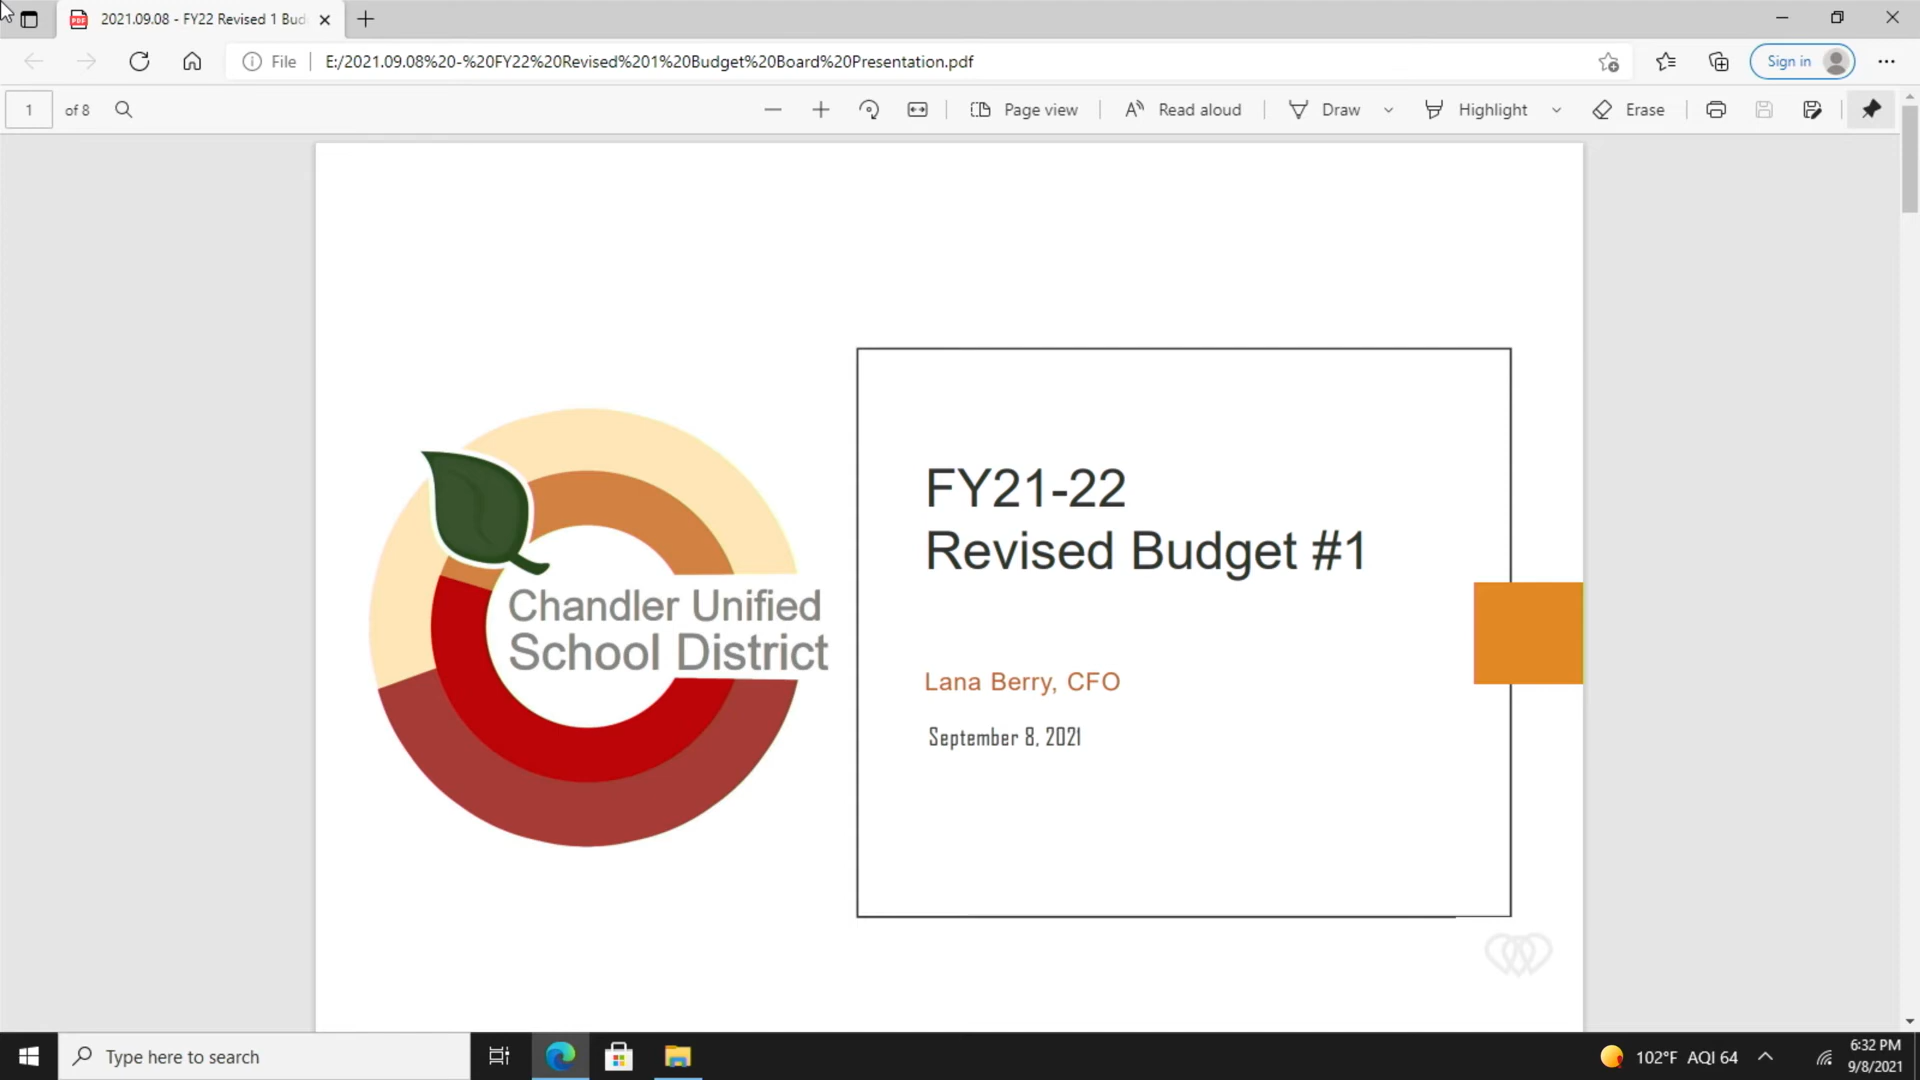 2021.09.08 - FY22 Revised 1 Bud
File
E:/2021.09.08%20-%20FY22%20Revised%201%20Budget%20Board%20Presentation.pdf
Sign in
1
of 8
Page view
Read aloud
Draw
Highlight
Erase
Chandler Unified
School District
FY21-22
Revised Budget #1
Lana Berry, CFO
September 8, 2021
Type here to search
102°F AQI 64
6:32 PM
9/8/2021